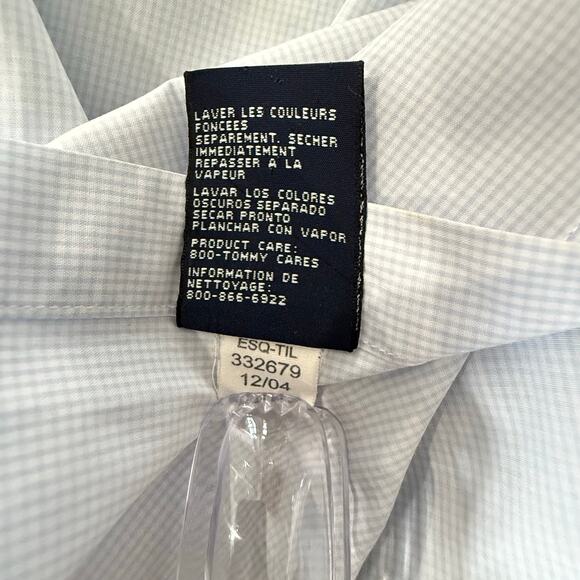 LAVER LES COULEURS
FONCEES
SEPAREMENT. SECHER
IMMEDIATEMENT
REPASSER A LA
VAPEUR
LAVAR LOS COLORES
OSCUROS SEPARADO
SECAR PRONTO
PLANCHAR CON VAPOR
PRODUCT CARE:
800-TOMMY CARES
INFORMATION DE
NETTOYAGE:
800-866-6922
ESQ-TIL
332679
12/04